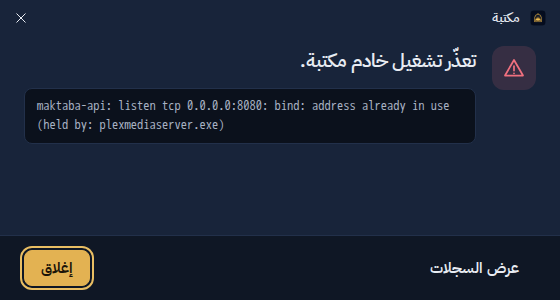 مكتبة
تعذّر تشغيل خادم مكتبة.
maktaba-api: listen tcp 0.0.0.0:8080: bind: address already in use
(held by: plexmediaserver.exe)
عرض السجلات
إغلاق